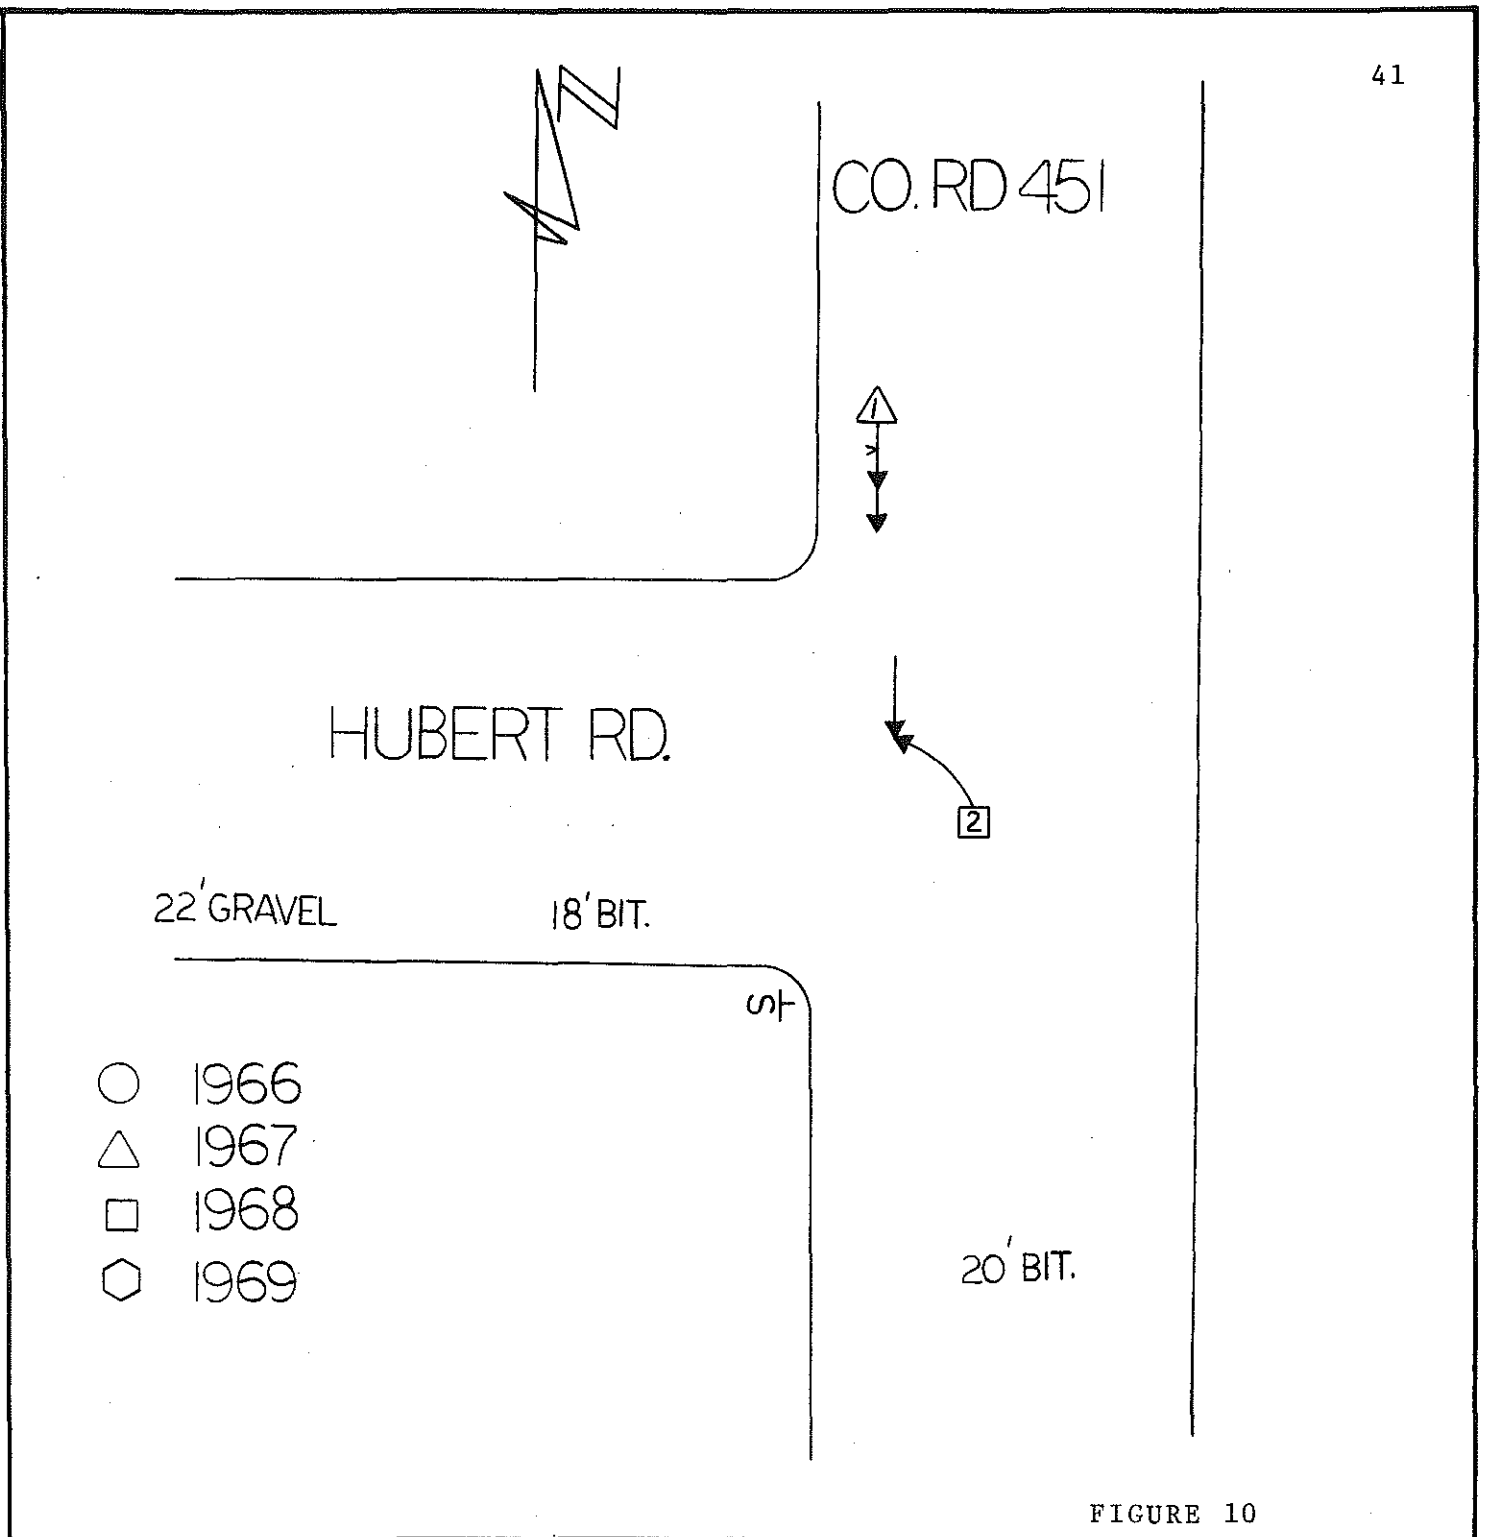 41
N
CO. RD 451
1
HUBERT RD.
2
22' GRAVEL
18' BIT.
ST
1966
1967
1968
1969
20' BIT.
FIGURE 10